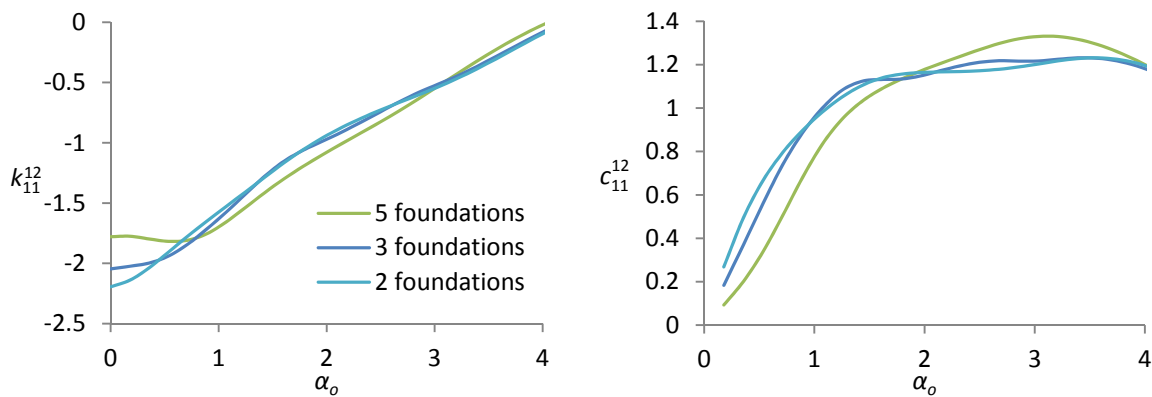 0
-0.5
-1
-1.5
-2
-2.5
0 1 2 3 4
k₁₁¹²
αₒ
5 foundations
3 foundations
2 foundations
1.4
1.2
1
0.8
0.6
0.4
0.2
0
0 1 2 3 4
c₁₁¹²
αₒ